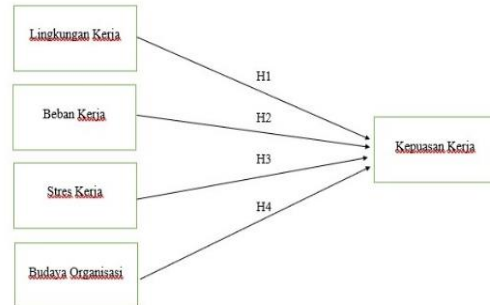 Lingkungan Kerja
H1
Beban Kerja
H2
Kepuasan Kerja
H3
Stres Kerja
H4
Budaya Organisasi